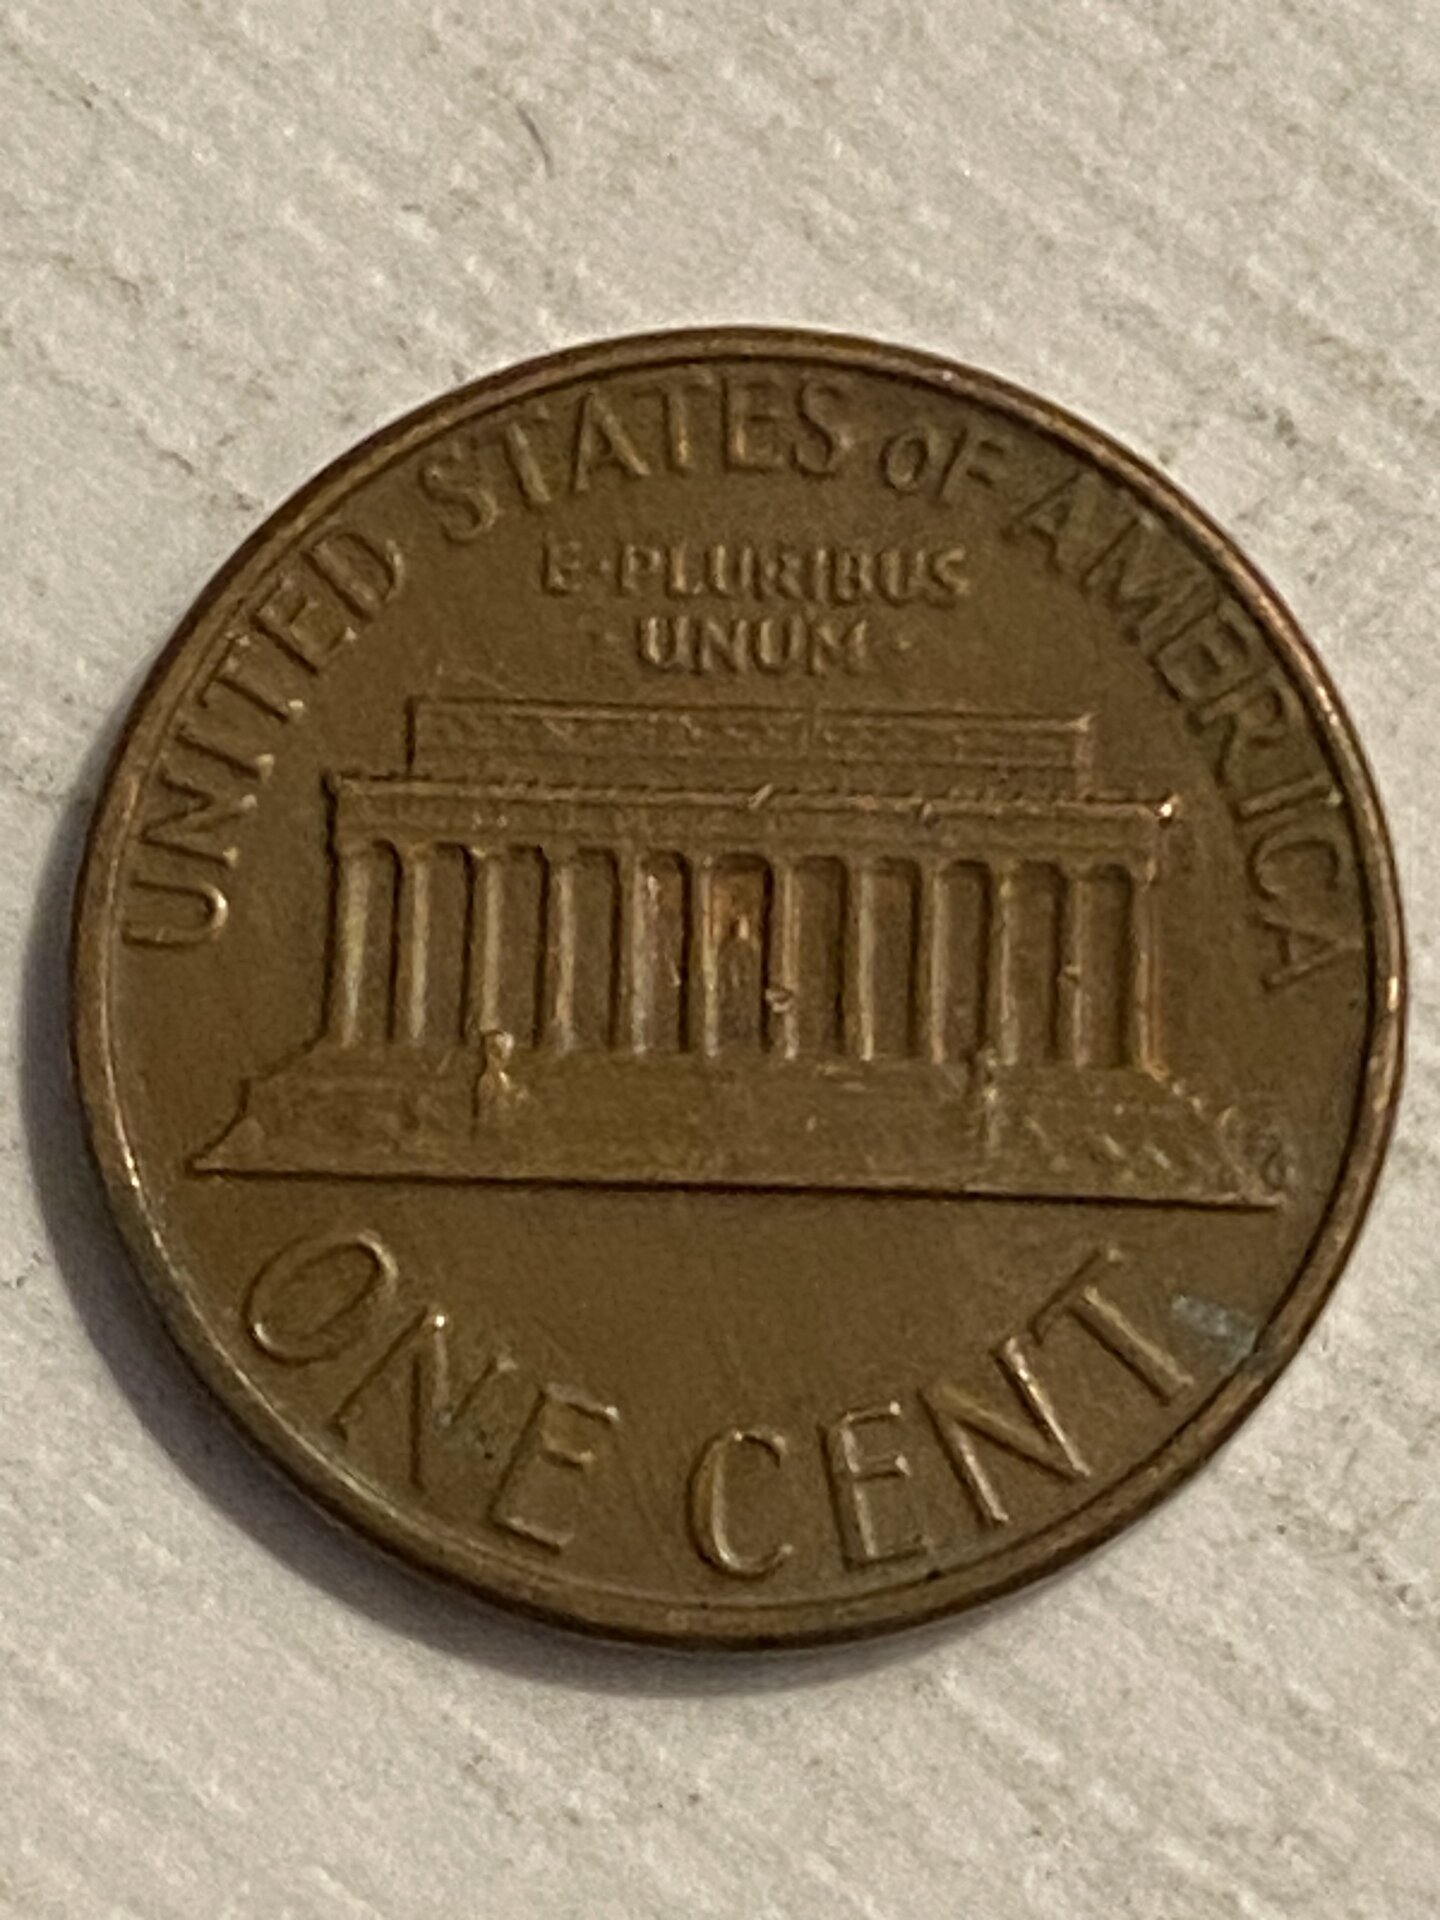 UNITED STATES OF AMERICA
E·PLURIBUS
·UNUM·
ONE CENT